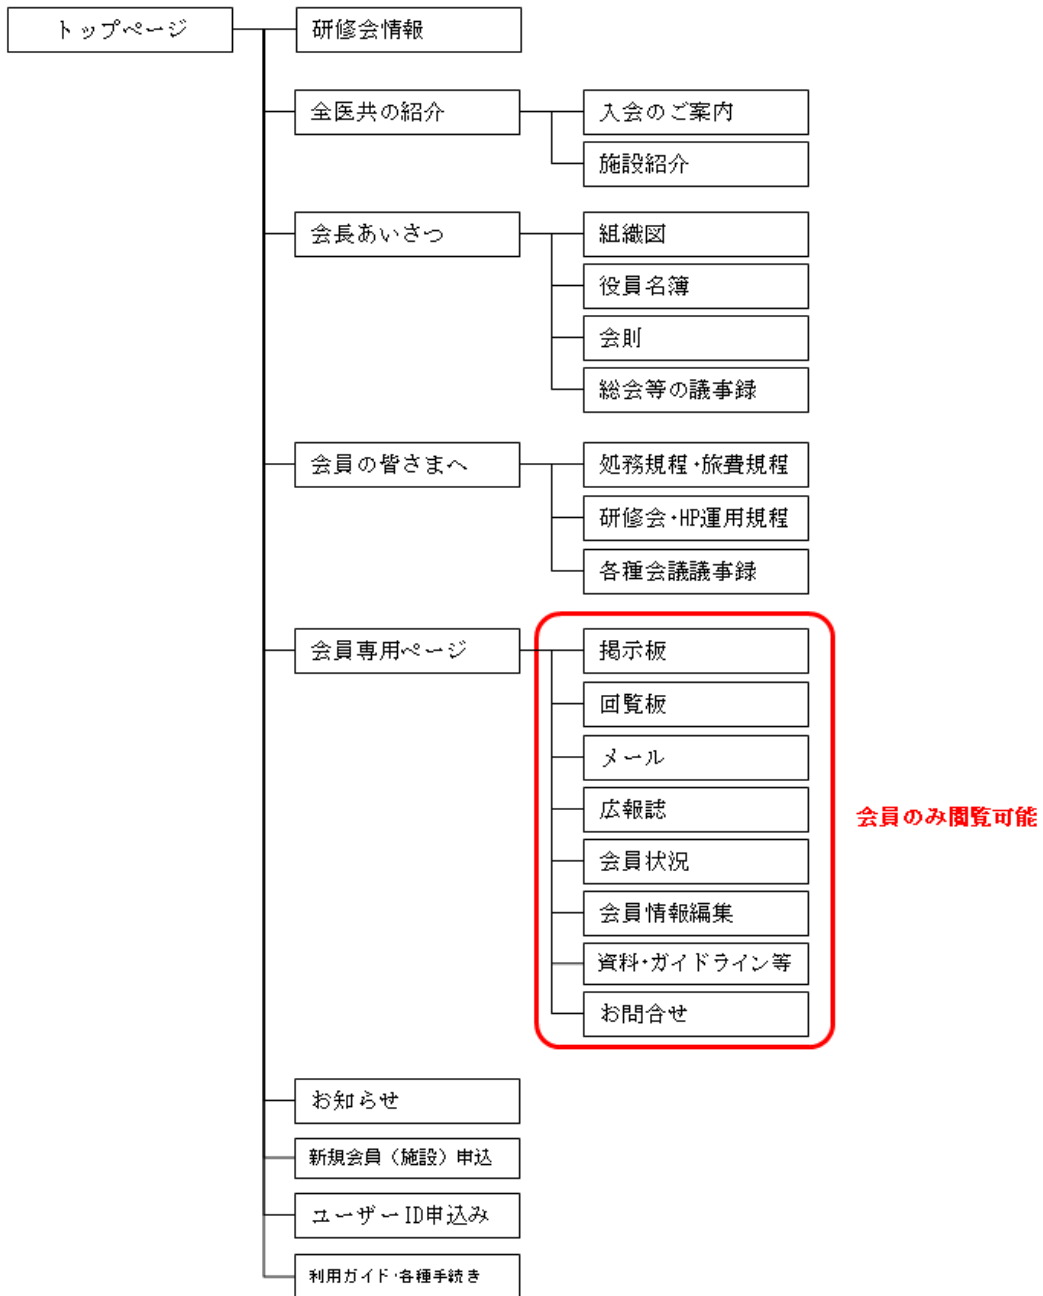 トップページ
研修会情報
全医共の紹介
入会のご案内
施設紹介
会長あいさつ
組織図
役員名簿
会則
総会等の議事録
会員の皆さまへ
処務規程・旅費規程
研修会・HP運用規程
各種会議議事録
会員専用ページ
掲示板
回覧板
メール
広報誌
会員のみ閲覧可能
会員状況
会員情報編集
資料・ガイドライン等
お問合せ
お知らせ
新規会員（施設）申込
ユーザーID申込み
利用ガイド・各種手続き